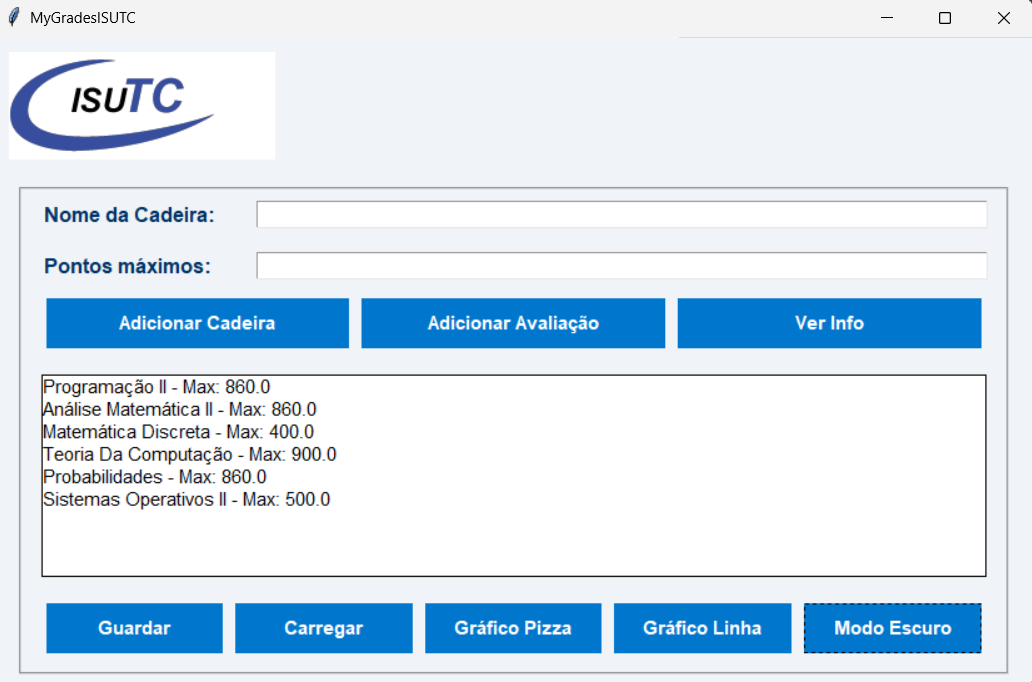 MyGradesISUTC
ISUTC
Nome da Cadeira:
Pontos máximos:
Adicionar Cadeira
Adicionar Avaliação
Ver Info
Programação II - Max: 860.0
Análise Matemática II - Max: 860.0
Matemática Discreta - Max: 400.0
Teoria Da Computação - Max: 900.0
Probabilidades - Max: 860.0
Sistemas Operativos II - Max: 500.0
Guardar
Carregar
Gráfico Pizza
Gráfico Linha
Modo Escuro